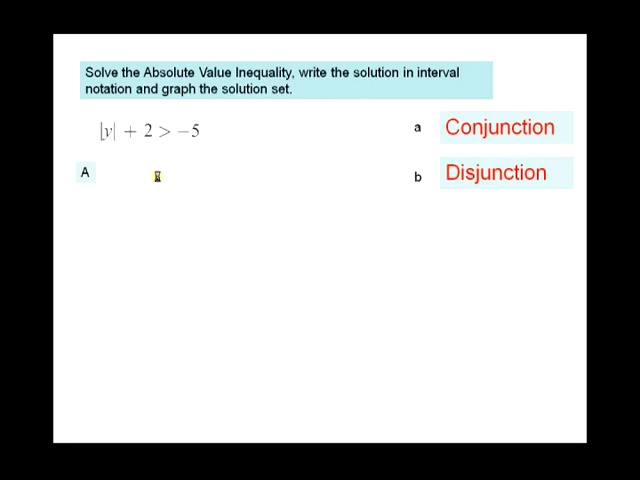 Solve the Absolute Value Inequality, write the solution in interval
notation and graph the solution set.
|y| + 2 > −5
a Conjunction
A
b Disjunction